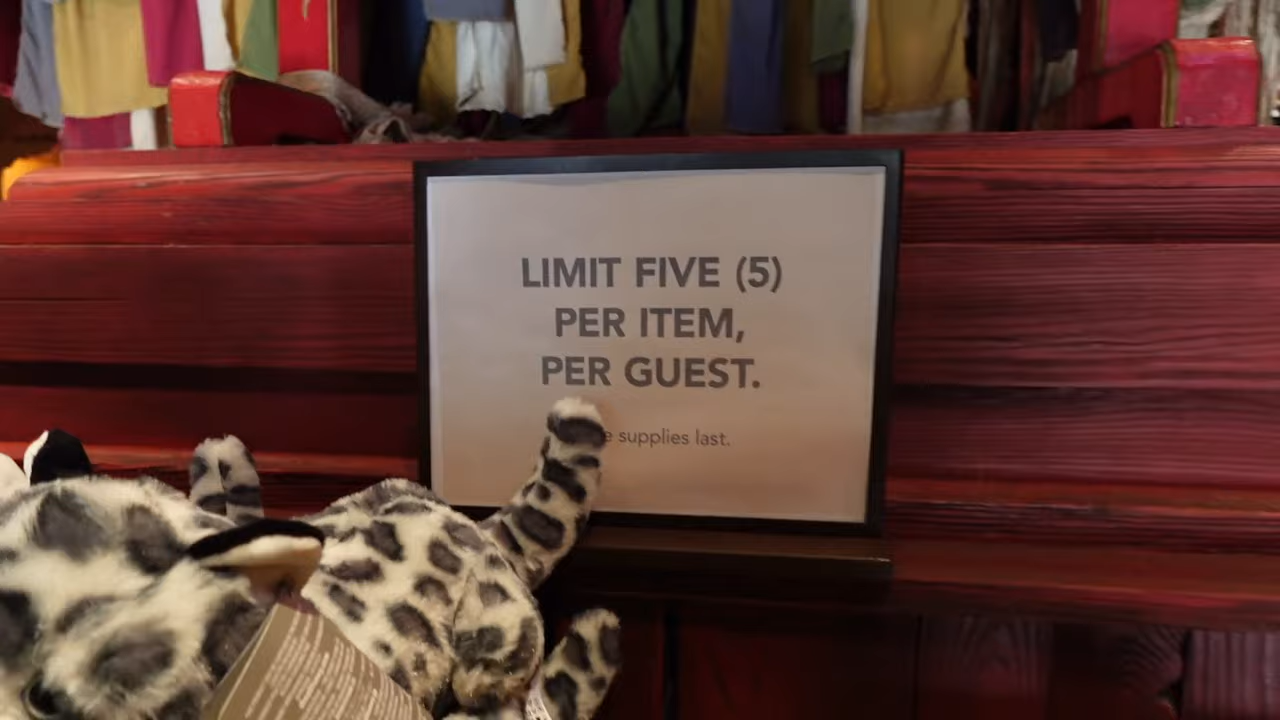 LIMIT FIVE (5)
PER ITEM,
PER GUEST.
supplies last.